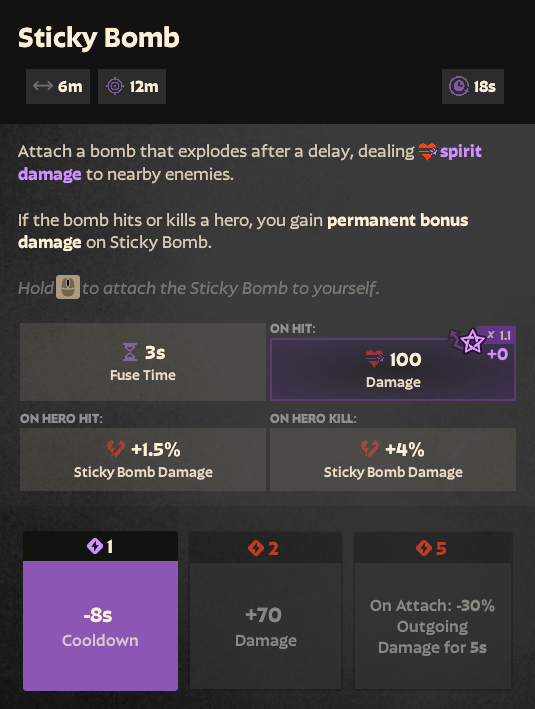 Sticky Bomb
6m
12m
18s
Attach a bomb that explodes after a delay, dealing spirit
damage to nearby enemies.
If the bomb hits or kills a hero, you gain permanent bonus
damage on Sticky Bomb.
Hold to attach the Sticky Bomb to yourself.
3s
Fuse Time
ON HIT:
x 1.1
+0
100
Damage
ON HERO HIT:
+1.5%
Sticky Bomb Damage
ON HERO KILL:
+4%
Sticky Bomb Damage
1
-8s
Cooldown
2
+70
Damage
5
On Attach: -30%
Outgoing
Damage for 5s